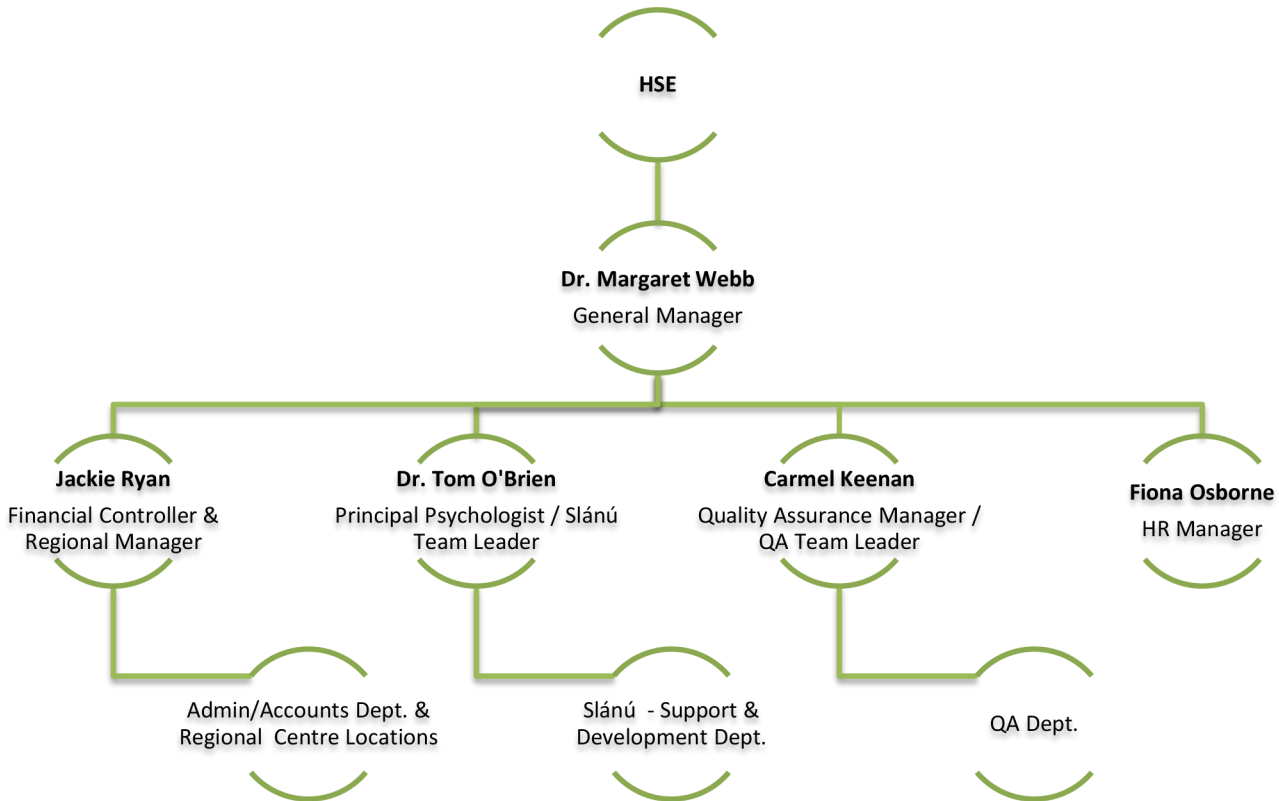 HSE
Dr. Margaret Webb
General Manager
Jackie Ryan
Financial Controller &
Regional Manager
Dr. Tom O'Brien
Principal Psychologist / Slánú
Team Leader
Carmel Keenan
Quality Assurance Manager /
QA Team Leader
Fiona Osborne
HR Manager
Admin/Accounts Dept. &
Regional Centre Locations
Slánú - Support &
Development Dept.
QA Dept.